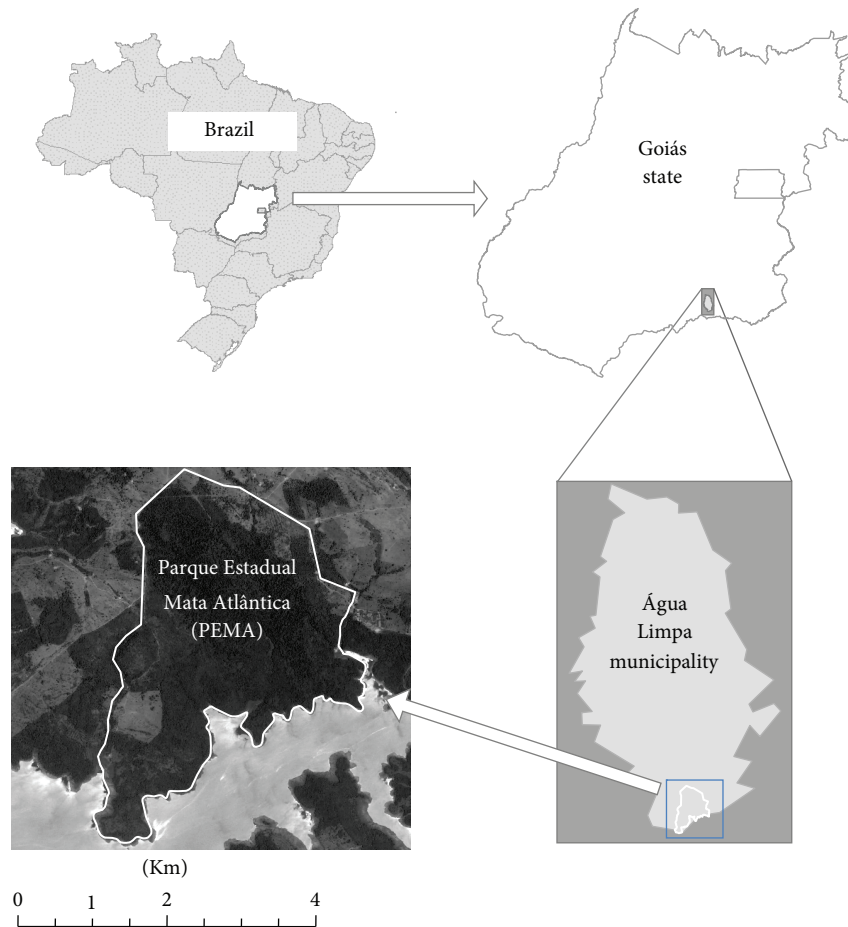 Brazil
Goiás
state
Parque Estadual
Mata Atlântica
(PEMA)
Água
Limpa
municipality
(Km)
0 1 2 4